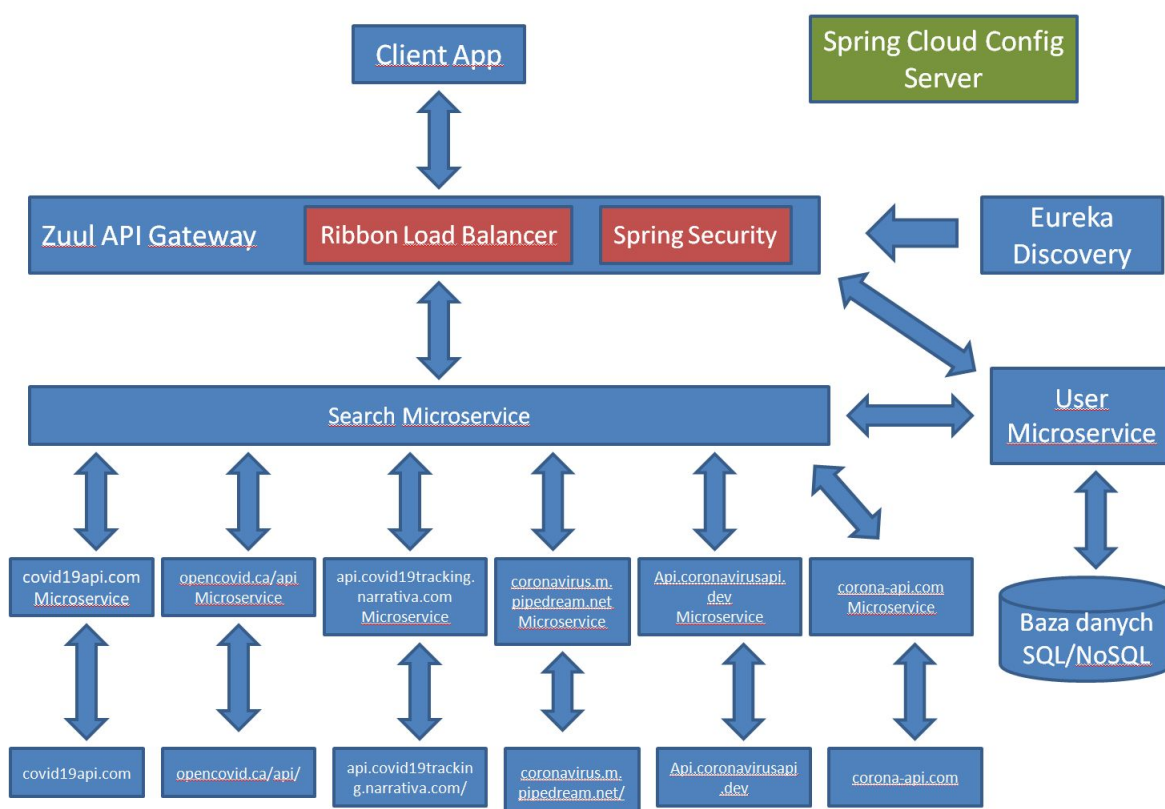 Client App
Spring Cloud Config
Server
Zuul API Gateway
Ribbon Load Balancer
Spring Security
Eureka
Discovery
Search Microservice
User
Microservice
covid19api.com
Microservice
opencovid.ca/api
Microservice
api.covid19tracking.
narrativa.com
Microservice
coronavirus.m.
pipedream.net
Microservice
Api.coronavirusapi.
dev
Microservice
corona-api.com
Microservice
Baza danych
SQL/NoSQL
covid19api.com
opencovid.ca/api/
api.covid19trackin
g.narrativa.com/
coronavirus.m.
pipedream.net/
Api.coronavirusapi
.dev
corona-api.com